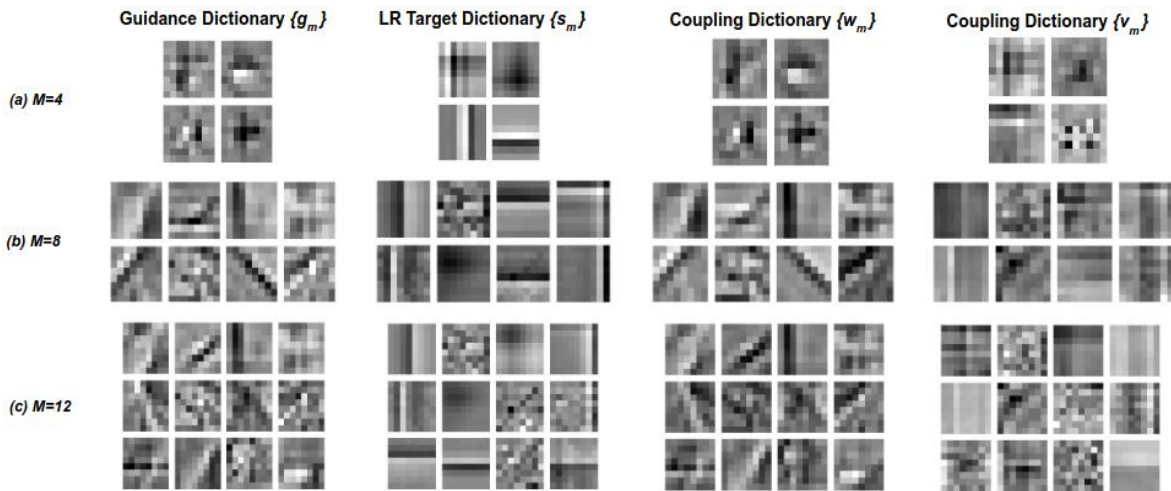 Guidance Dictionary {g_m} LR Target Dictionary {s_m} Coupling Dictionary {w_m} Coupling Dictionary {v_m}
(a) M=4
(b) M=8
(c) M=12